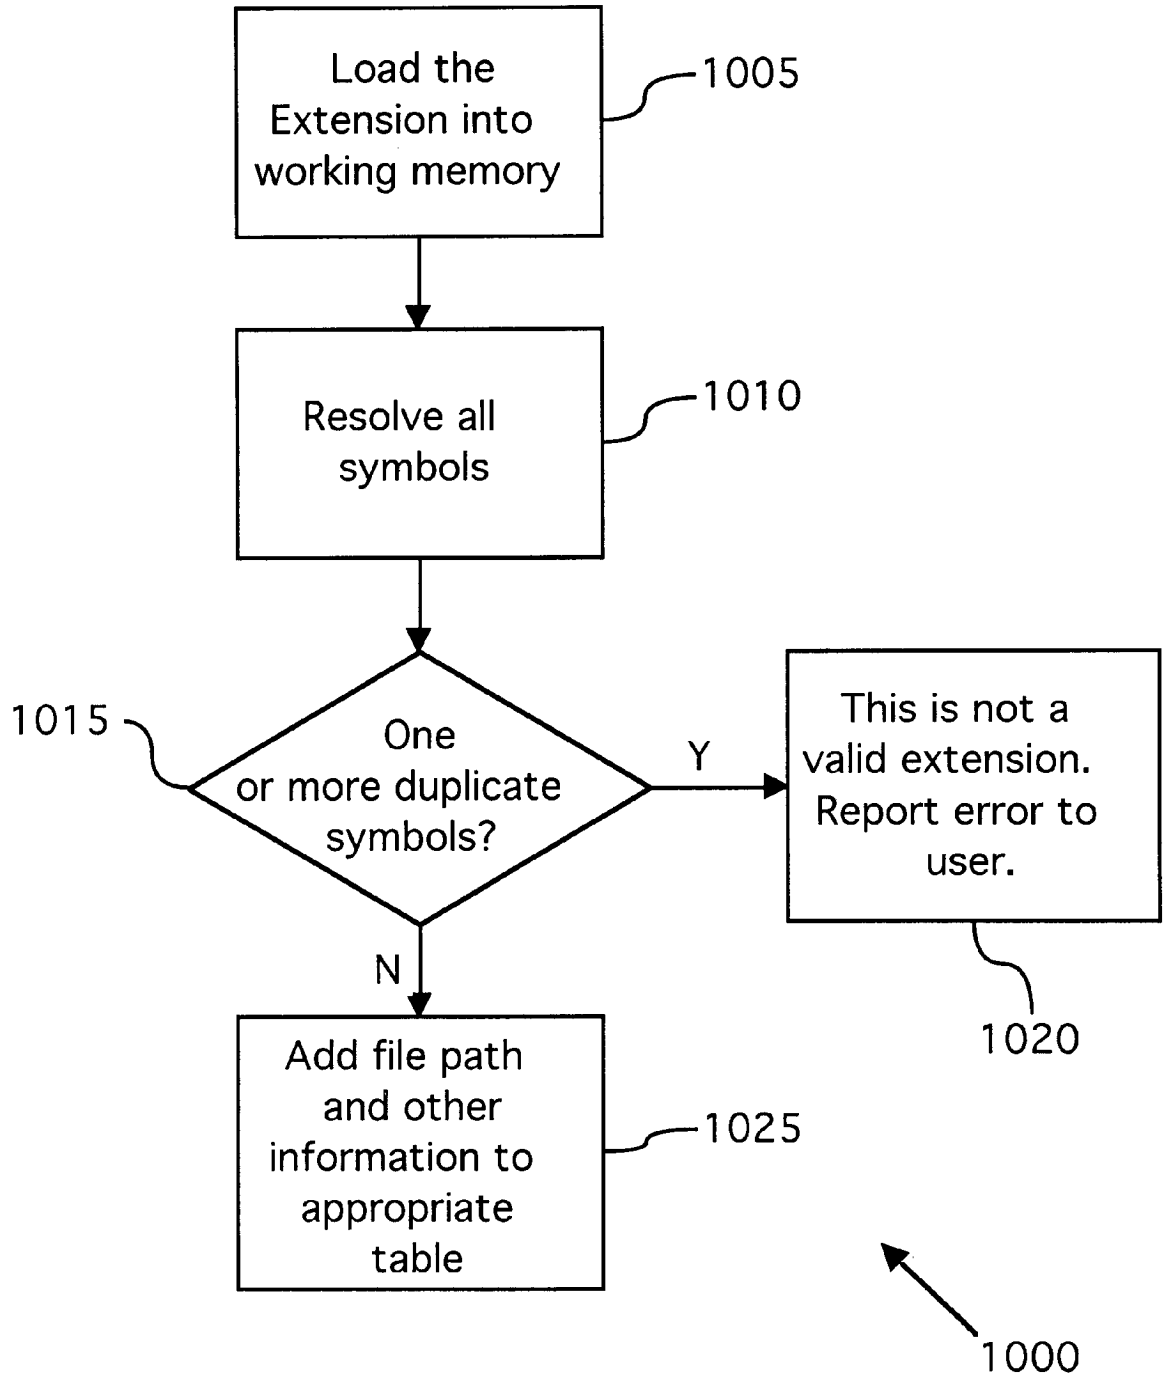 Load the
Extension into
working memory
1005
Resolve all
symbols
1010
1015
One
or more duplicate
symbols?
Y
This is not a
valid extension.
Report error to
user.
1020
N
Add file path
and other
information to
appropriate
table
1025
1000